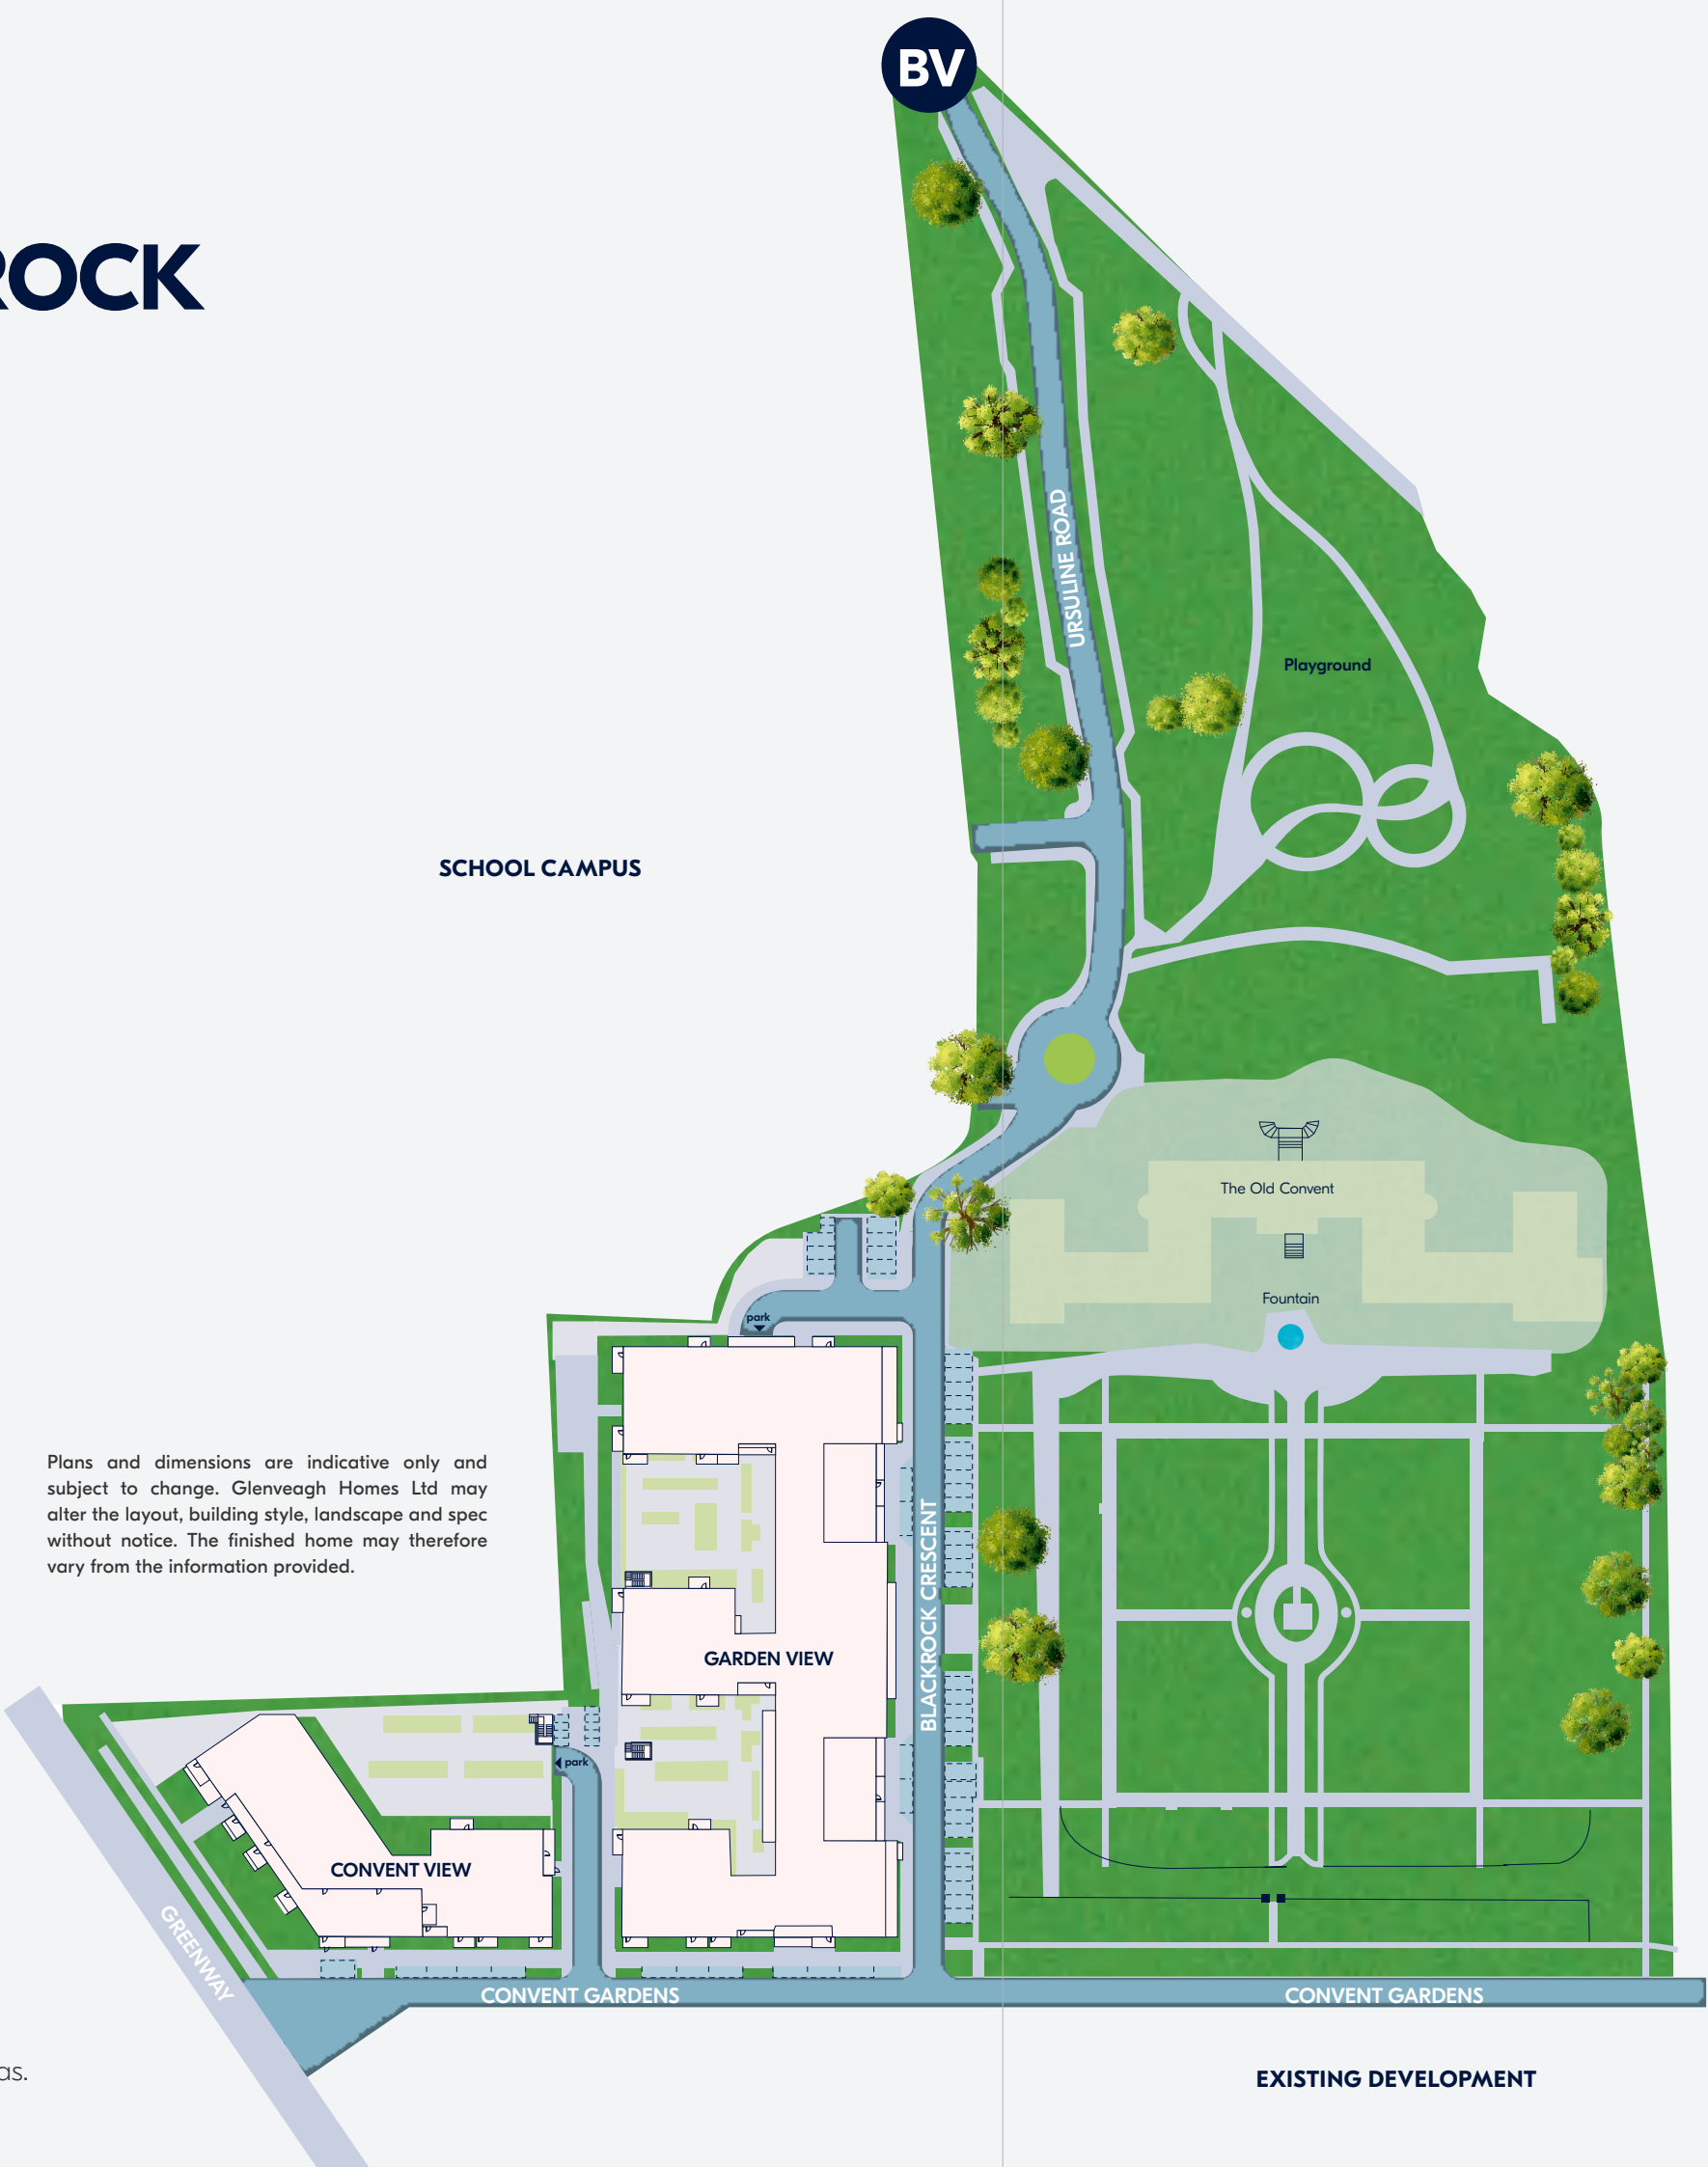 BV
ROCK
URSULINE ROAD
Playground
SCHOOL CAMPUS
The Old Convent
Fountain
park
Plans and dimensions are indicative only and
subject to change. Glenveagh Homes Ltd may
alter the layout, building style, landscape and spec
without notice. The finished home may therefore
vary from the information provided.
BLACKROCK CRESCENT
GARDEN VIEW
park
CONVENT VIEW
GREENWAY
CONVENT GARDENS
CONVENT GARDENS
as.
EXISTING DEVELOPMENT